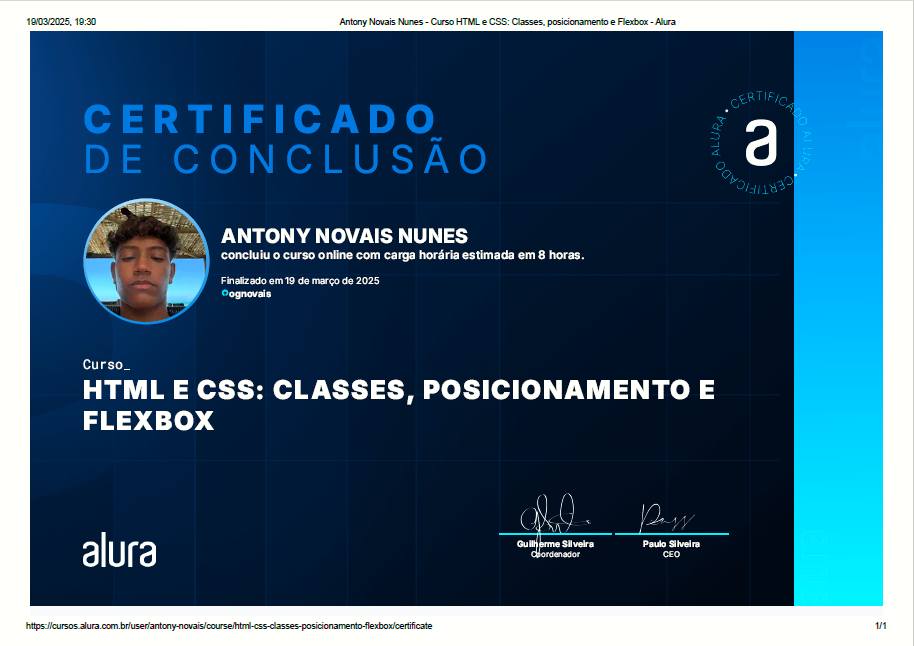 19/03/2025, 19:30
Antony Novais Nunes - Curso HTML e CSS: Classes, posicionamento e Flexbox - Alura
CERTIFICADO
DE CONCLUSÃO
CERTIFICADO ALURA • CERTIFICADO ALURA •
a
ANTONY NOVAIS NUNES
concluiu o curso online com carga horária estimada em 8 horas.
Finalizado em 19 de março de 2025
ognovais
Curso_
HTML E CSS: CLASSES, POSICIONAMENTO E
FLEXBOX
alura
Guilherme Silveira
Coordenador
Paulo Silveira
CEO
https://cursos.alura.com.br/user/antony-novais/course/html-css-classes-posicionamento-flexbox/certificate
1/1